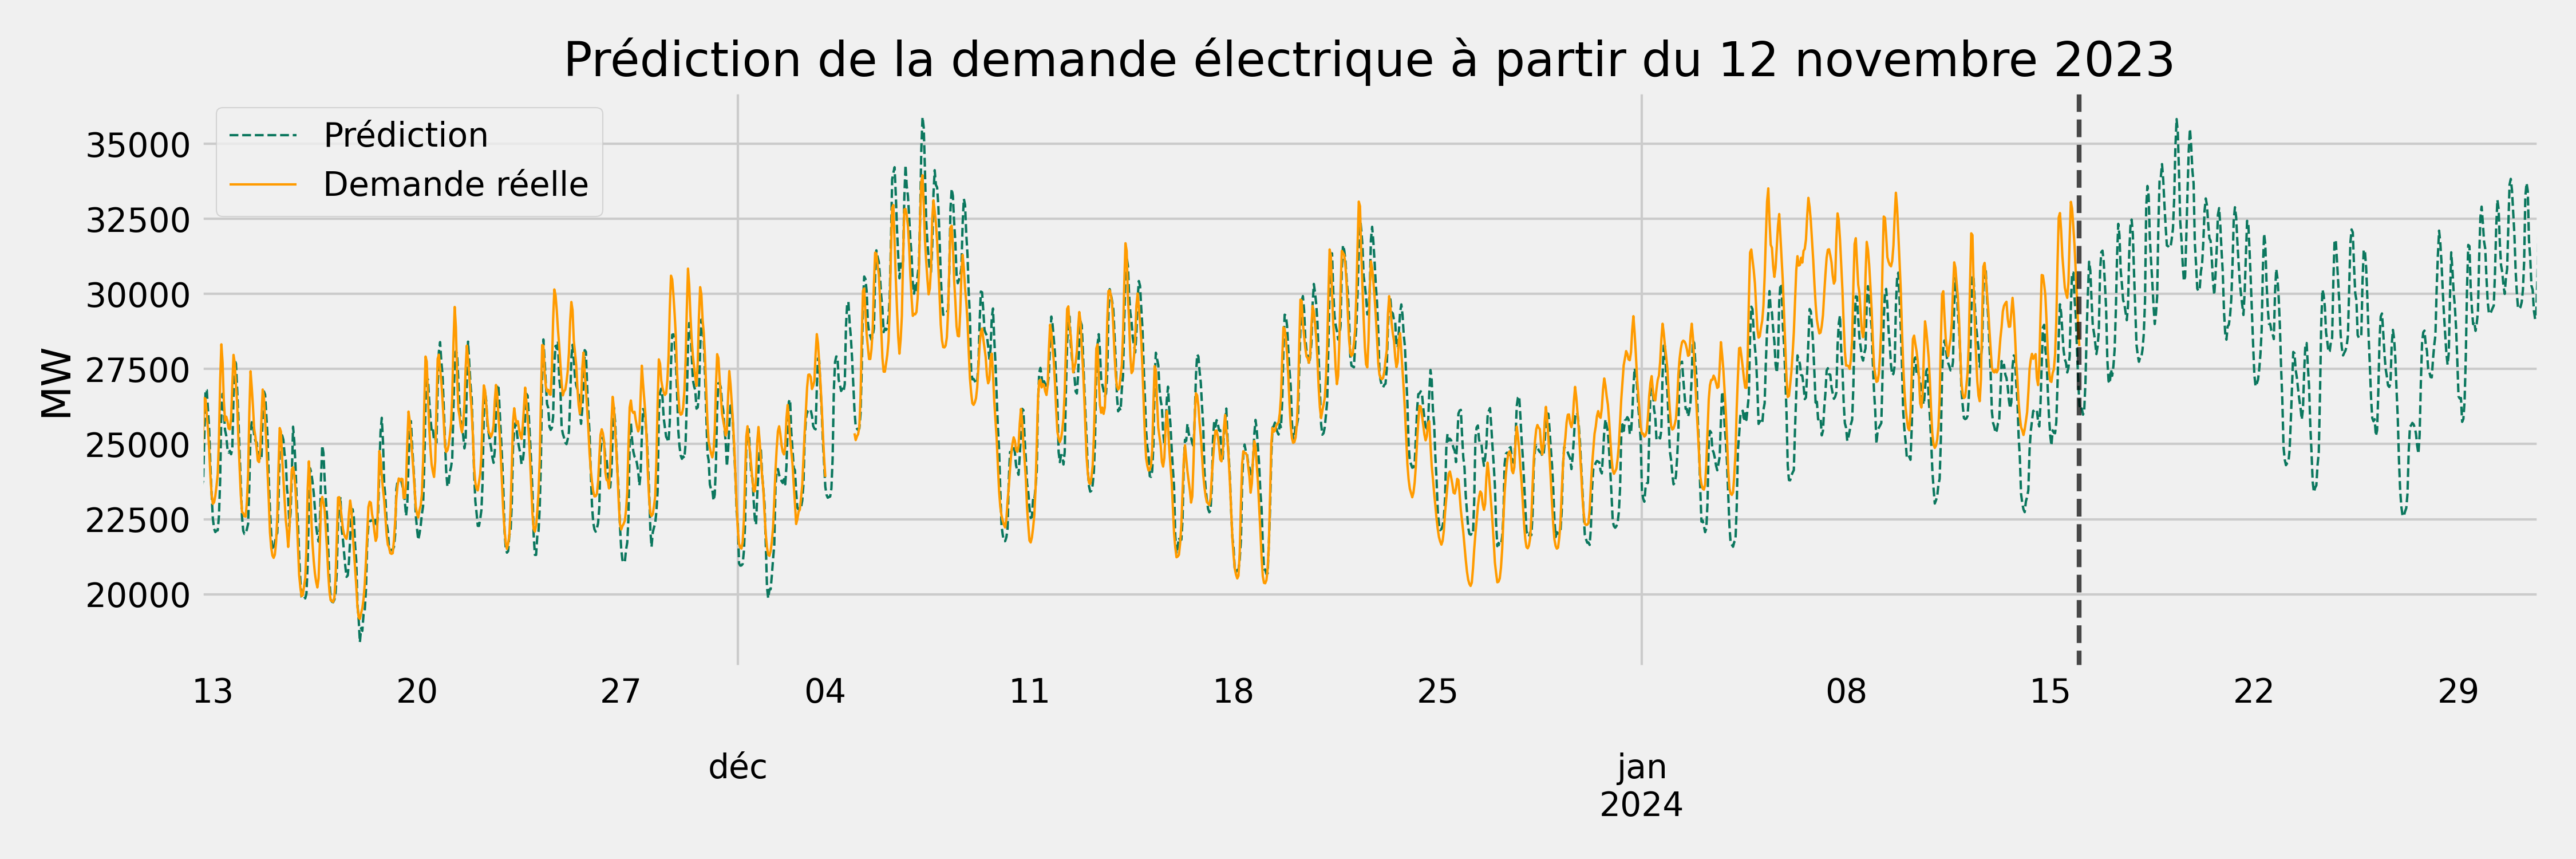 Prédiction de la demande électrique à partir du 12 novembre 2023
Prédiction
Demande réelle
MW
35000
32500
30000
27500
25000
22500
20000
13 20 27 04 11 18 25 08 15 22 29
déc jan
2024